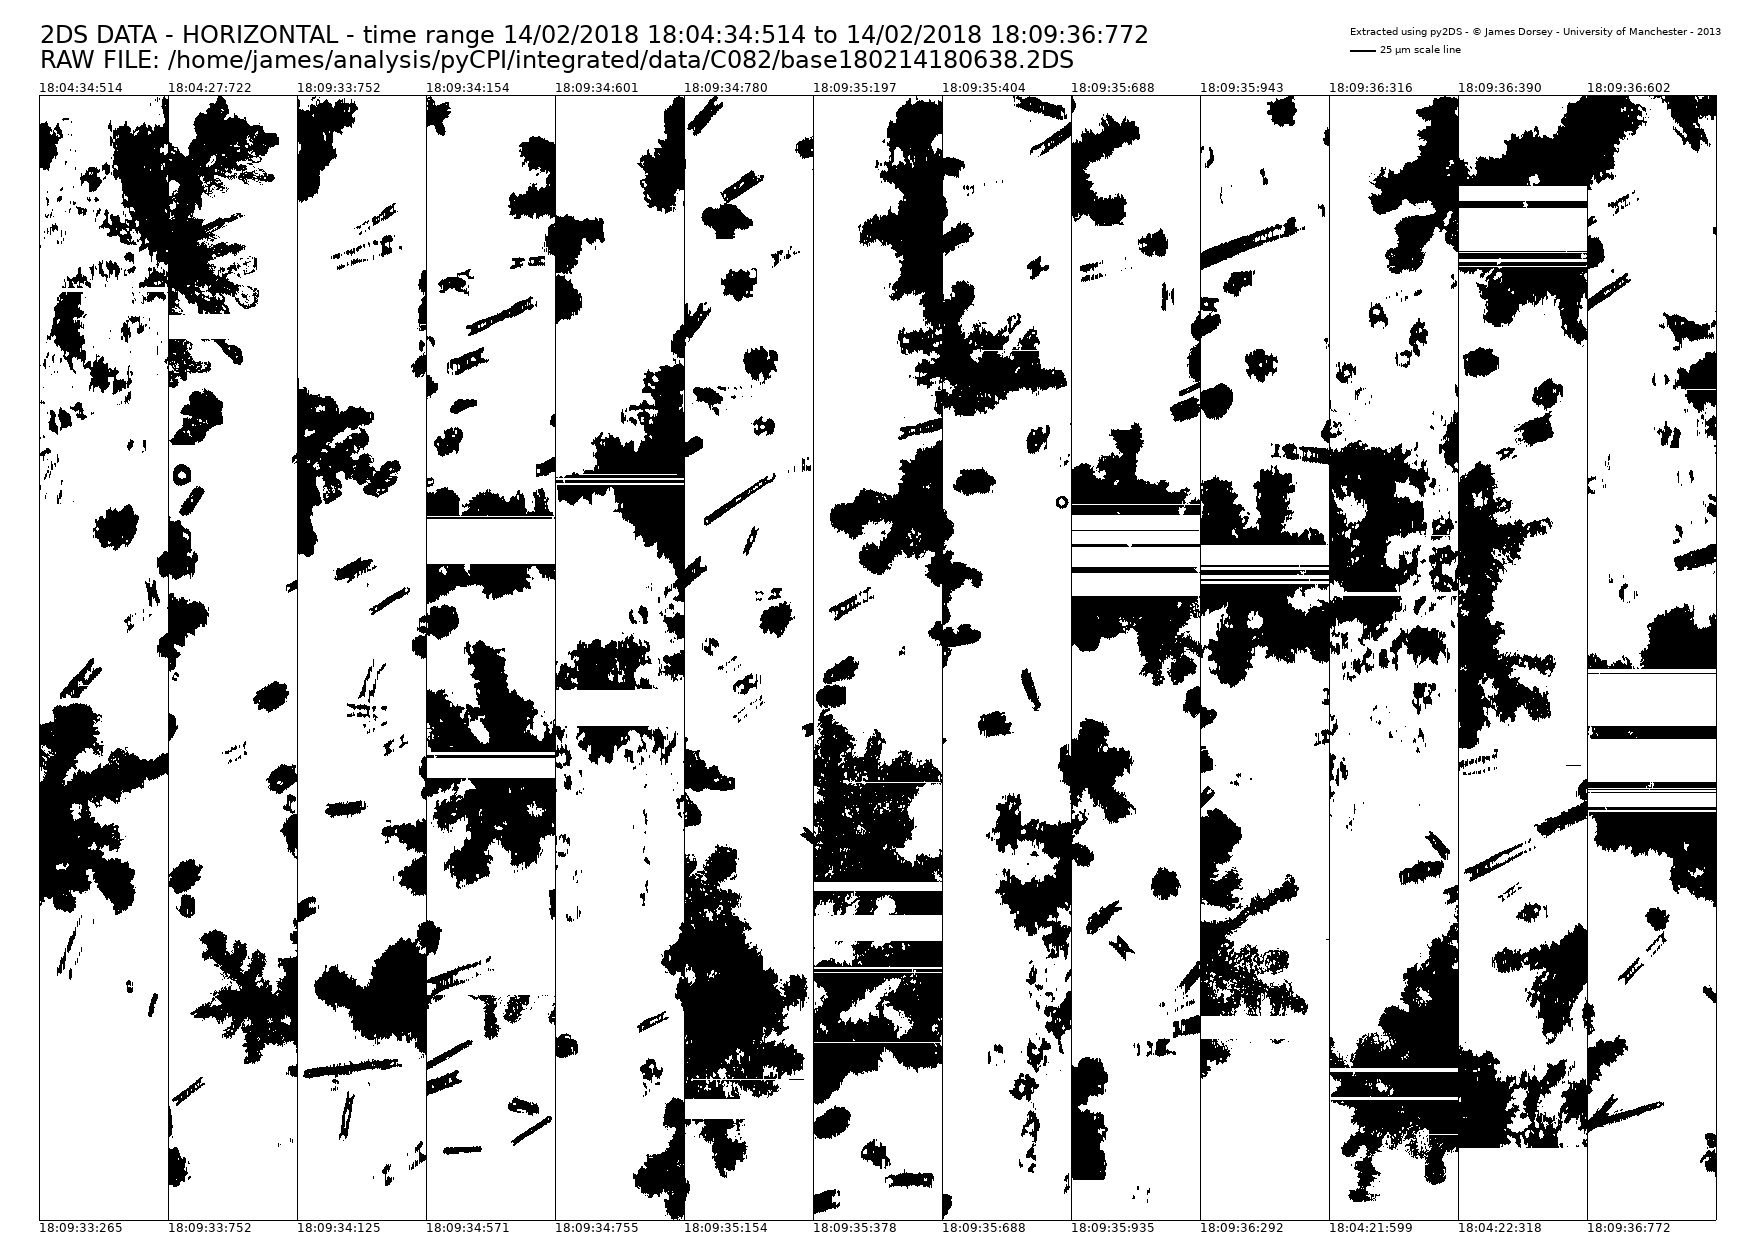 2DS DATA - HORIZONTAL - time range 14/02/2018 18:04:34:514 to 14/02/2018 18:09:36:772
RAW FILE: /home/james/analysis/pyCPI/integrated/data/C082/base180214180638.2DS
Extracted using py2DS - © James Dorsey - University of Manchester - 2013
25 µm scale line
18:04:34:514 18:04:27:722 18:09:33:752 18:09:34:154 18:09:34:601 18:09:34:780 18:09:35:197 18:09:35:404 18:09:35:688 18:09:35:943 18:09:36:316 18:09:36:390 18:09:36:602
18:09:33:265 18:09:33:752 18:09:34:125 18:09:34:571 18:09:34:755 18:09:35:154 18:09:35:378 18:09:35:688 18:09:35:935 18:09:36:292 18:04:21:599 18:04:22:318 18:09:36:772